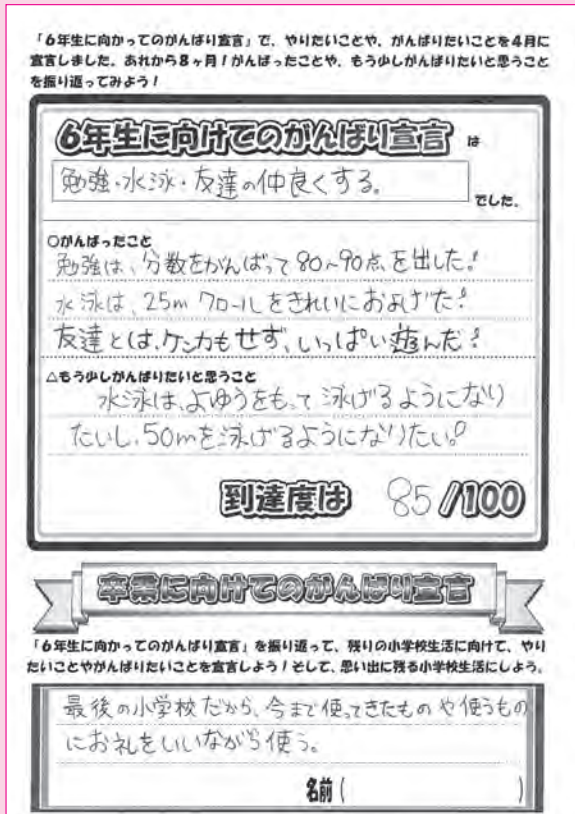 「6年生に向かってのがんばり宣言」で、やりたいことや、がんばりたいことを4月に
宣言しました。あれから8ヶ月!がんばったことや、もう少しがんばりたいと思うこと
を振り返ってみよう!
6年生に向けてのがんばり宣言 は
勉強・水泳・友達の仲良くする。
でした。
○がんばったこと
勉強は、分数をがんばって80~90点を出した!
水泳は、25mクロールをきれいにおよげた!
友達とは、ケンカもせず、いっぱい遊んだ!
△もう少しがんばりたいと思うこと
水泳は、よゆうをもって泳げるようになり
たいし、50mを泳げるようになりたい。
到達度は 85/100
卒業に向けてのがんばり宣言
「6年生に向かってのがんばり宣言」を振り返って、残りの小学校生活に向けて、やり
たいことやがんばりたいことを宣言しよう!そして、思い出に残る小学校生活にしよう。
最後の小学校だから、今まで使ってきたものや使うもの
にお礼をいいながら使う。
名前( )